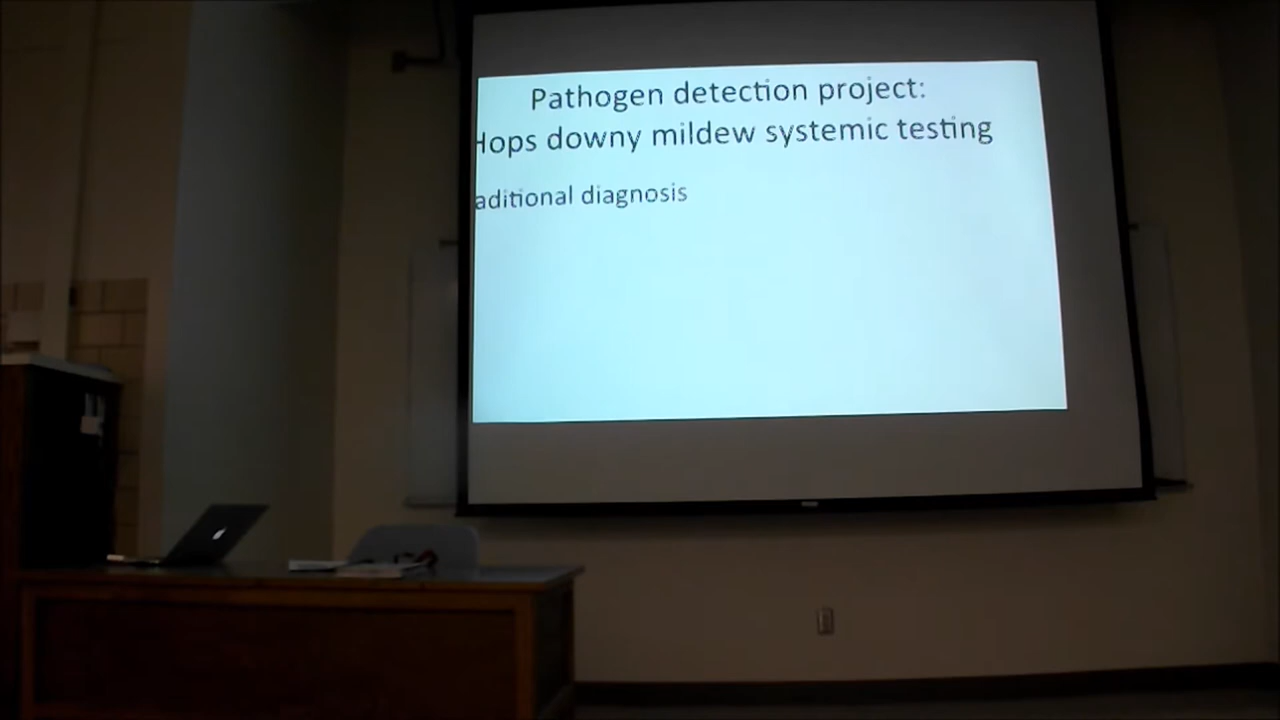 Pathogen detection project:
Hops downy mildew systemic testing
aditional diagnosis